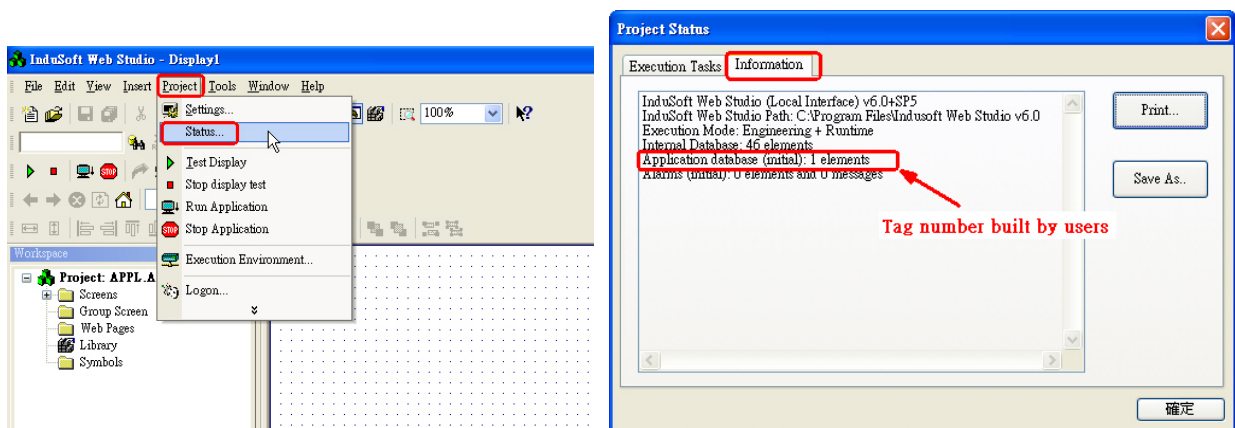 InduSoft Web Studio - Display1
File Edit View Insert Project Tools Window Help
100%
Settings...
Status...
Test Display
Stop display test
Run Application
STOP Stop Application
Execution Environment...
Logon...
Workspace
Project: APPL.A
Screens
Group Screen
Web Pages
Library
Symbols
Project Status
Execution Tasks Information
InduSoft Web Studio (Local Interface) v6.0+SP5
InduSoft Web Studio Path: C:\Program Files\Indusoft Web Studio v6.0
Execution Mode: Engineering + Runtime
Internal Database: 46 elements
Application database (initial): 1 elements
Alarms (initial): 0 elements and 0 messages
Print...
Save As..
Tag number built by users
確定